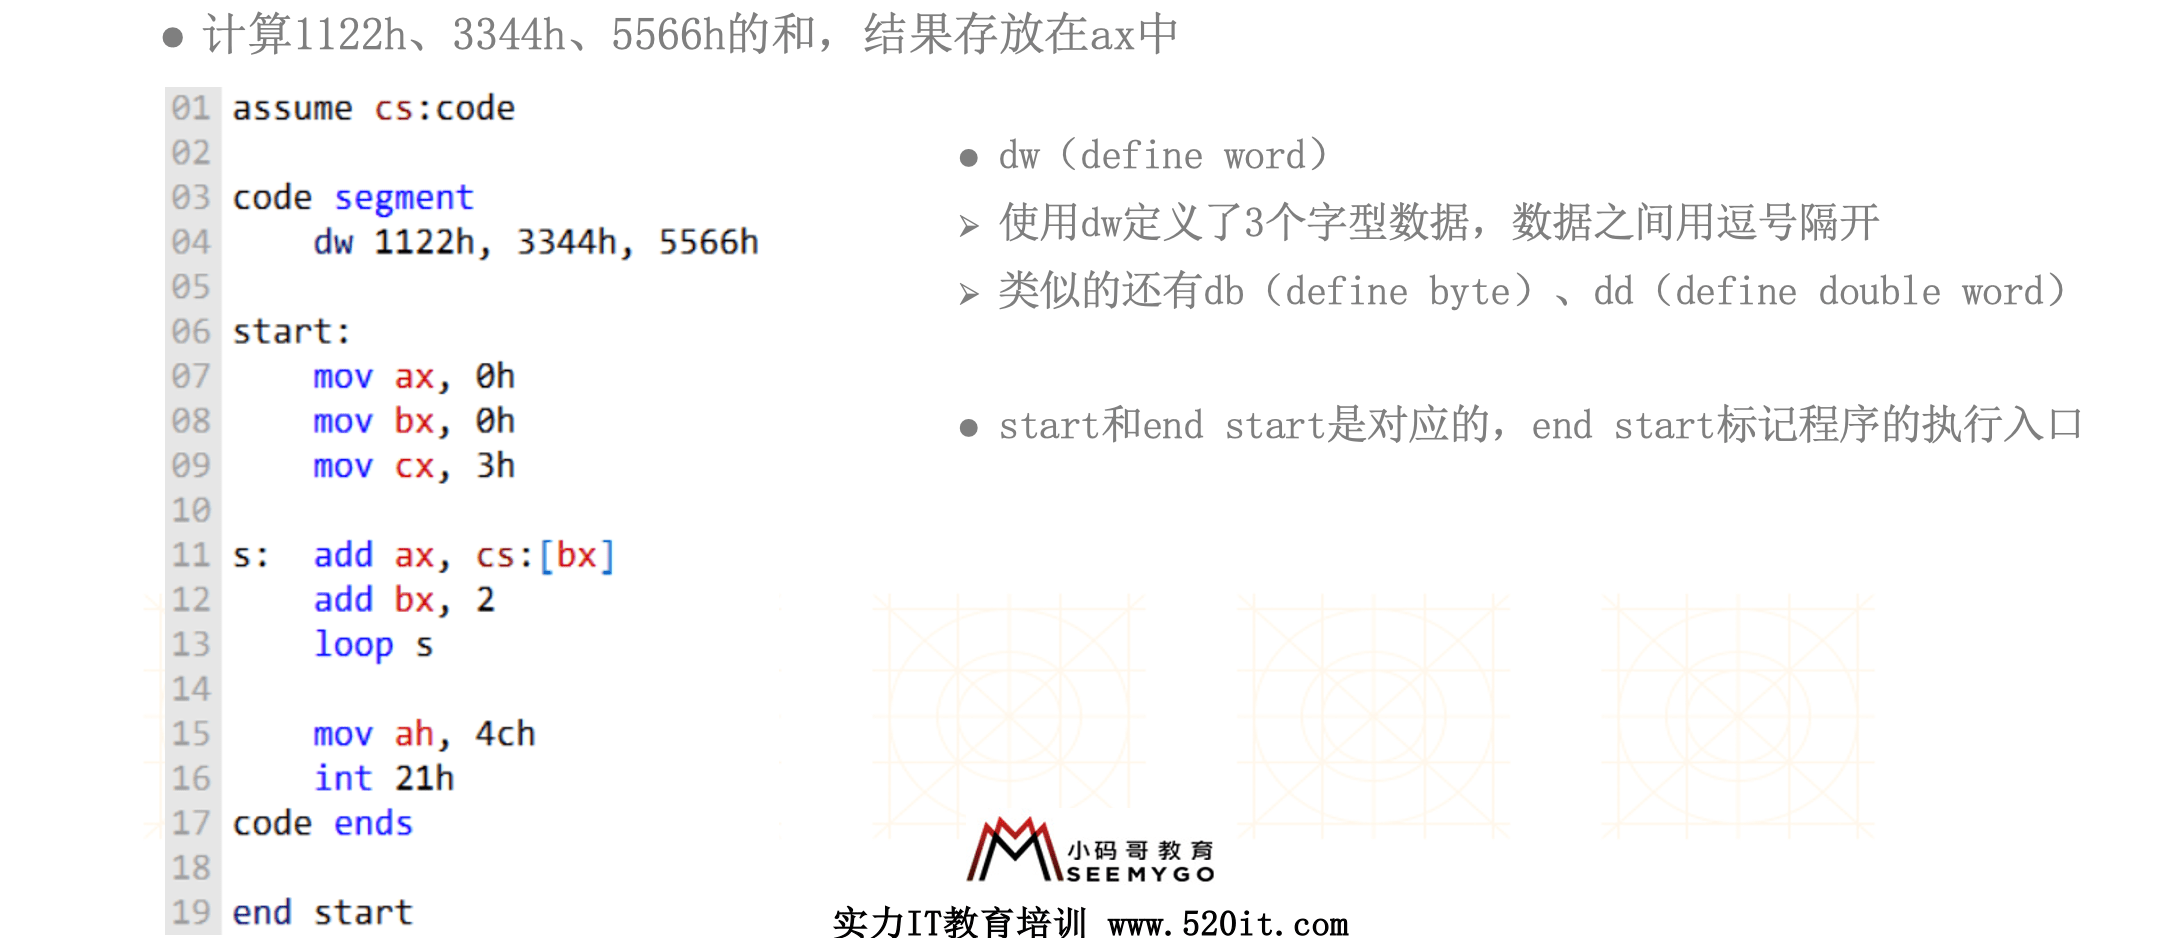 ● 计算1122h、3344h、5566h的和，结果存放在ax中
01 assume cs:code
02
03 code segment
04     dw 1122h, 3344h, 5566h
05
06 start:
07     mov ax, 0h
08     mov bx, 0h
09     mov cx, 3h
10
11 s:  add ax, cs:[bx]
12     add bx, 2
13     loop s
14
15     mov ah, 4ch
16     int 21h
17 code ends
18
19 end start
● dw（define word）
➢ 使用dw定义了3个字型数据，数据之间用逗号隔开
➢ 类似的还有db（define byte）、dd（define double word）
● start和end start是对应的，end start标记程序的执行入口
小码哥教育
SEEMYGO
实力IT教育培训 www.520it.com